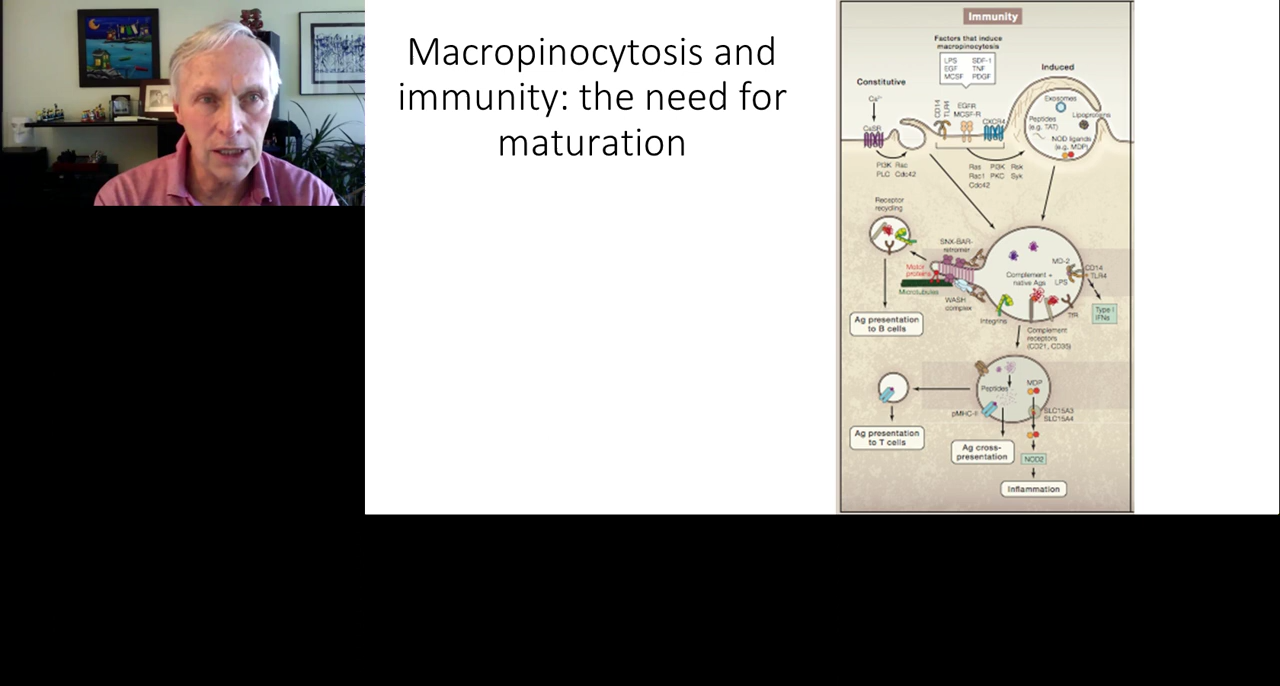 Macropinocytosis and
immunity: the need for
maturation
Immunity
Factors that induce
macropinocytosis
LPS SDF-1
EGF TNF
MCSF PDGF
Constitutive
Induced
CaSR
CD14
TLR4
EGFR
MCSF-R
CXCR4
Exosomes
Lipoproteins
Peptides
(e.g. TAT)
NOD ligands
(e.g. MDP)
PI3K Rac
PLC Cdc42
Ras PI3K
Rac1 PKC Syk
Cdc42
Receptor
recycling
SNX-BAR-
retromer
Motor
proteins
Microtubules
WASH
complex
Complement +
native Ags
MD-2
LPS
CD14
TLR4
Integrins
TfR
Type I
IFNs
Complement
receptors
(CD21, CD35)
Ag presentation
to B cells
Peptides
MDP
pMHC-II
SLC15A3
SLC15A4
Ag presentation
to T cells
Ag cross-
presentation
NOD2
Inflammation